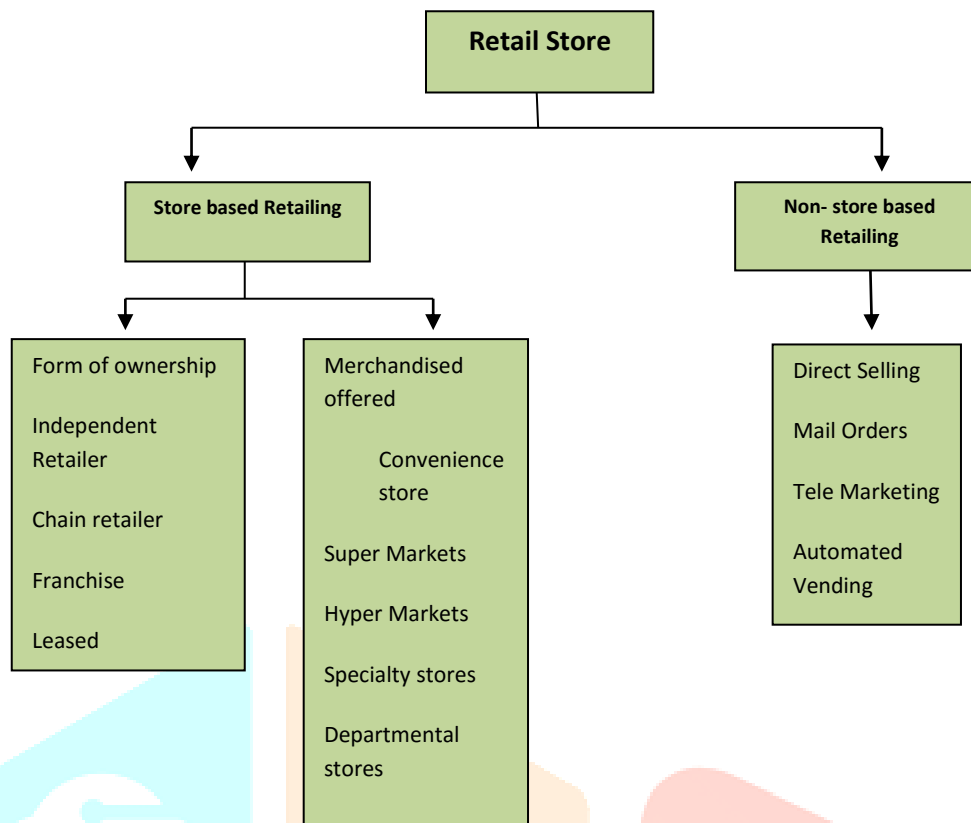 Retail Store
Store based Retailing
Non- store based
Retailing
Form of ownership
Independent
Retailer
Chain retailer
Franchise
Leased
Merchandised
offered
Convenience
store
Super Markets
Hyper Markets
Specialty stores
Departmental
stores
Direct Selling
Mail Orders
Tele Marketing
Automated
Vending